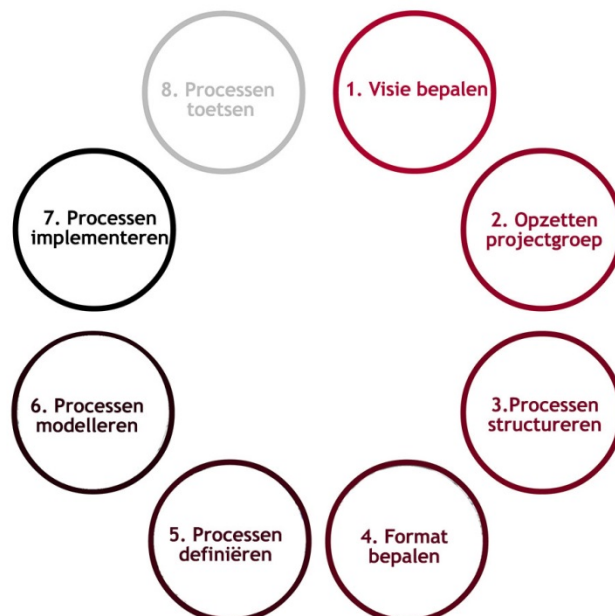 1. Visie bepalen
2. Opzetten
projectgroep
3.Processen
structureren
4. Format
bepalen
5. Processen
definiëren
6. Processen
modelleren
7. Processen
implementeren
8. Processen
toetsen